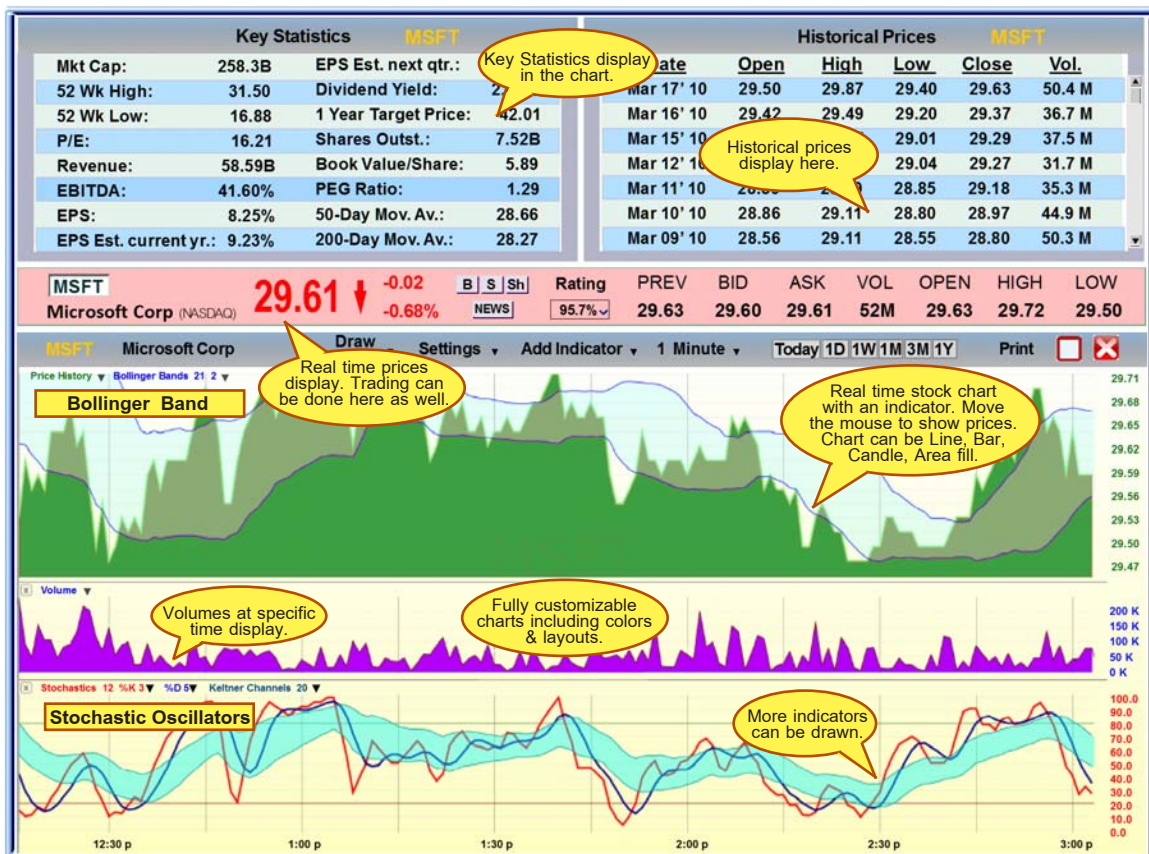 Key Statistics MSFT
Mkt Cap: 258.3B EPS Est. next qtr.:
52 Wk High: 31.50 Dividend Yield:
52 Wk Low: 16.88 1 Year Target Price: 42.01
P/E: 16.21 Shares Outst.: 7.52B
Revenue: 58.59B Book Value/Share: 5.89
EBITDA: 41.60% PEG Ratio: 1.29
EPS: 8.25% 50-Day Mov. Av.: 28.66
EPS Est. current yr.: 9.23% 200-Day Mov. Av.: 28.27
Key Statistics display
in the chart.
Historical Prices MSFT
Date Open High Low Close Vol.
Mar 17' 10 29.50 29.87 29.40 29.63 50.4 M
Mar 16' 10 29.42 29.49 29.20 29.37 36.7 M
Mar 15' 10 29.01 29.29 37.5 M
Mar 12' 10 29.04 29.27 31.7 M
Mar 11' 10 28.85 29.18 35.3 M
Mar 10' 10 28.86 29.11 28.80 28.97 44.9 M
Mar 09' 10 28.56 29.11 28.55 28.80 50.3 M
Historical prices
display here.
MSFT 29.61 -0.02 B S Sh Rating PREV BID ASK VOL OPEN HIGH LOW
Microsoft Corp (NASDAQ) -0.68% NEWS 95.7% 29.63 29.60 29.61 52M 29.63 29.72 29.50
MSFT Microsoft Corp Draw Settings Add Indicator 1 Minute Today 1D 1W 1M 3M 1Y Print
Real time prices
display. Trading can
be done here as well.
Price History Bollinger Bands 21 2
Bollinger Band
Real time stock chart
with an indicator. Move
the mouse to show prices.
Chart can be Line, Bar,
Candle, Area fill.
29.71
29.68
29.65
29.62
29.59
29.56
29.53
29.50
29.47
Volume
Volumes at specific
time display.
Fully customizable
charts including colors
& layouts.
200 K
150 K
100 K
50 K
0 K
Stochastics 12 %K 3 %D 5 Keltner Channels 20
Stochastic Oscillators
More indicators
can be drawn.
100.0
90.0
80.0
70.0
60.0
50.0
40.0
30.0
20.0
10.0
0.0
12:30 p 1:00 p 1:30 p 2:00 p 2:30 p 3:00 p